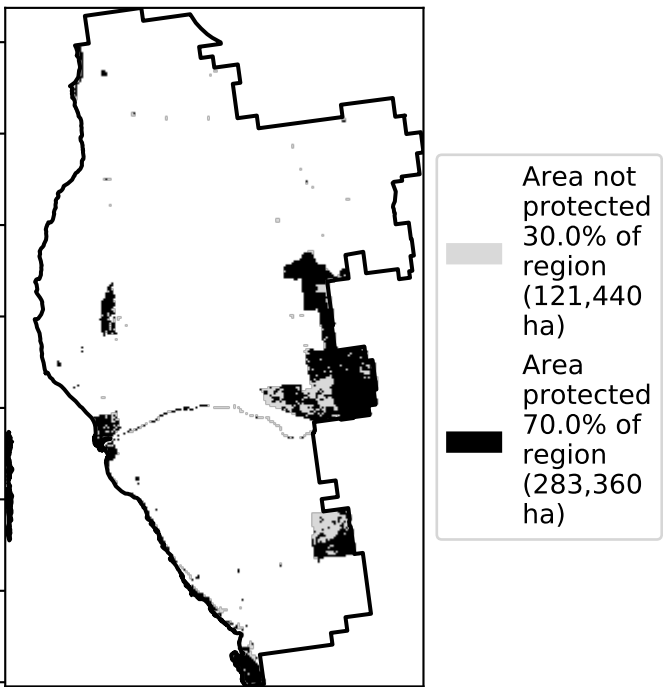 Area not
protected
30.0% of
region
(121,440
ha)
Area
protected
70.0% of
region
(283,360
ha)